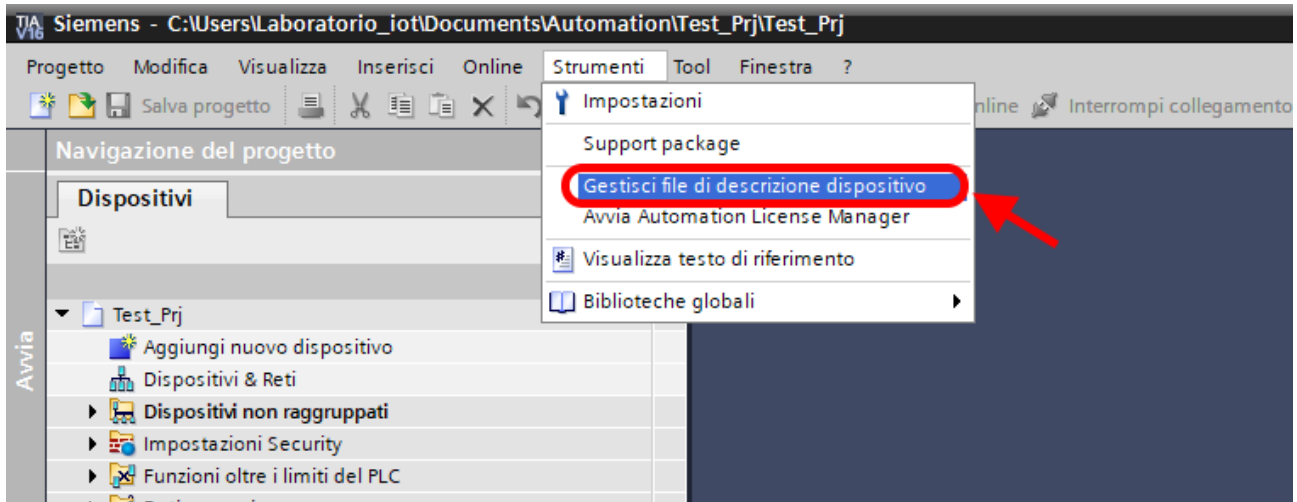 TIA V16 Siemens - C:\Users\Laboratorio_iot\Documents\Automation\Test_Prj\Test_Prj
Progetto Modifica Visualizza Inserisci Online Strumenti Tool Finestra ?
Salva progetto nline Interrompi collegamento
Impostazioni
Support package
Gestisci file di descrizione dispositivo
Avvia Automation License Manager
Visualizza testo di riferimento
Biblioteche globali
Navigazione del progetto
Dispositivi
Avvia
Test_Prj
Aggiungi nuovo dispositivo
Dispositivi & Reti
Dispositivi non raggruppati
Impostazioni Security
Funzioni oltre i limiti del PLC